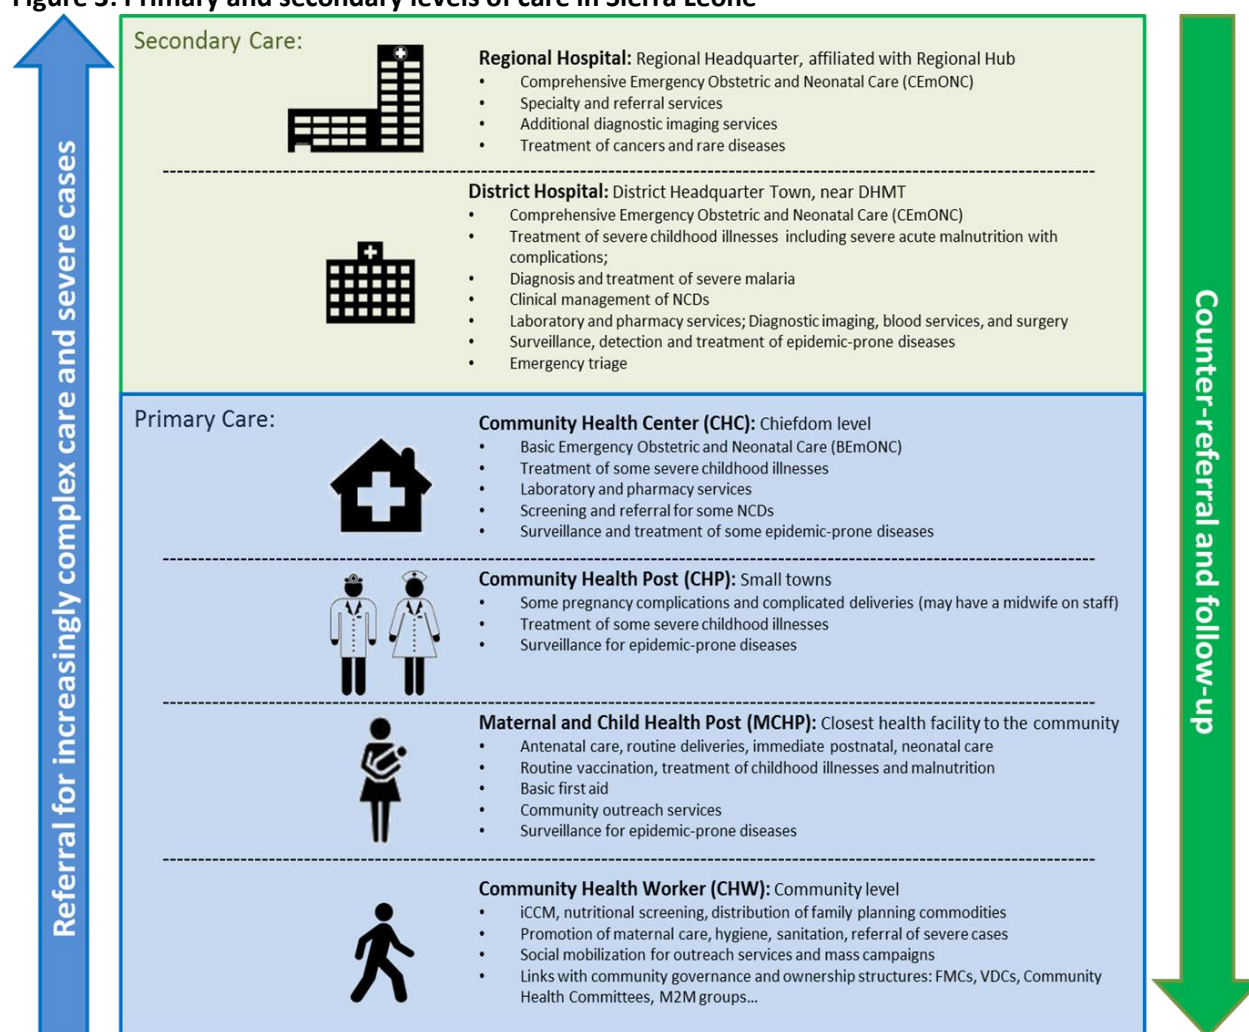 Figure 3: Primary and secondary levels of care in Sierra Leone
Referral for increasingly complex care and severe cases
Secondary Care:
Regional Hospital: Regional Headquarter, affiliated with Regional Hub
• Comprehensive Emergency Obstetric and Neonatal Care (CEmONC)
• Specialty and referral services
• Additional diagnostic imaging services
• Treatment of cancers and rare diseases
District Hospital: District Headquarter Town, near DHMT
• Comprehensive Emergency Obstetric and Neonatal Care (CEmONC)
• Treatment of severe childhood illnesses including severe acute malnutrition with
complications;
• Diagnosis and treatment of severe malaria
• Clinical management of NCDs
• Laboratory and pharmacy services; Diagnostic imaging, blood services, and surgery
• Surveillance, detection and treatment of epidemic-prone diseases
• Emergency triage
Primary Care:
Community Health Center (CHC): Chiefdom level
• Basic Emergency Obstetric and Neonatal Care (BEmONC)
• Treatment of some severe childhood illnesses
• Laboratory and pharmacy services
• Screening and referral for some NCDs
• Surveillance and treatment of some epidemic-prone diseases
Community Health Post (CHP): Small towns
• Some pregnancy complications and complicated deliveries (may have a midwife on staff)
• Treatment of some severe childhood illnesses
• Surveillance for epidemic-prone diseases
Maternal and Child Health Post (MCHP): Closest health facility to the community
• Antenatal care, routine deliveries, immediate postnatal, neonatal care
• Routine vaccination, treatment of childhood illnesses and malnutrition
• Basic first aid
• Community outreach services
• Surveillance for epidemic-prone diseases
Community Health Worker (CHW): Community level
• iCCM, nutritional screening, distribution of family planning commodities
• Promotion of maternal care, hygiene, sanitation, referral of severe cases
• Social mobilization for outreach services and mass campaigns
• Links with community governance and ownership structures: FMCs, VDCs, Community
Health Committees, M2M groups…
Counter-referral and follow-up